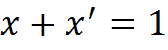 x + x′ = 1